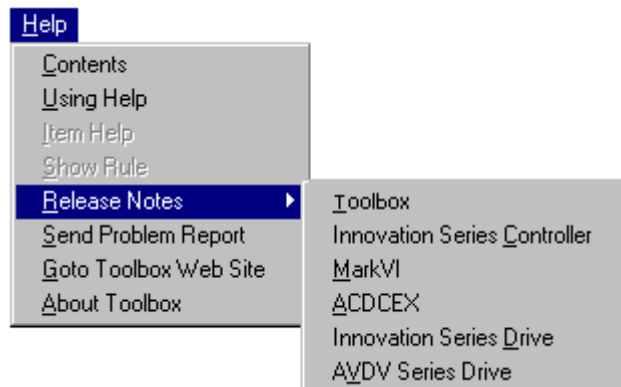 Help
Contents
Using Help
Item Help
Show Rule
Release Notes
Send Problem Report
Goto Toolbox Web Site
About Toolbox
Toolbox
Innovation Series Controller
MarkVI
ACDCEX
Innovation Series Drive
AVDV Series Drive